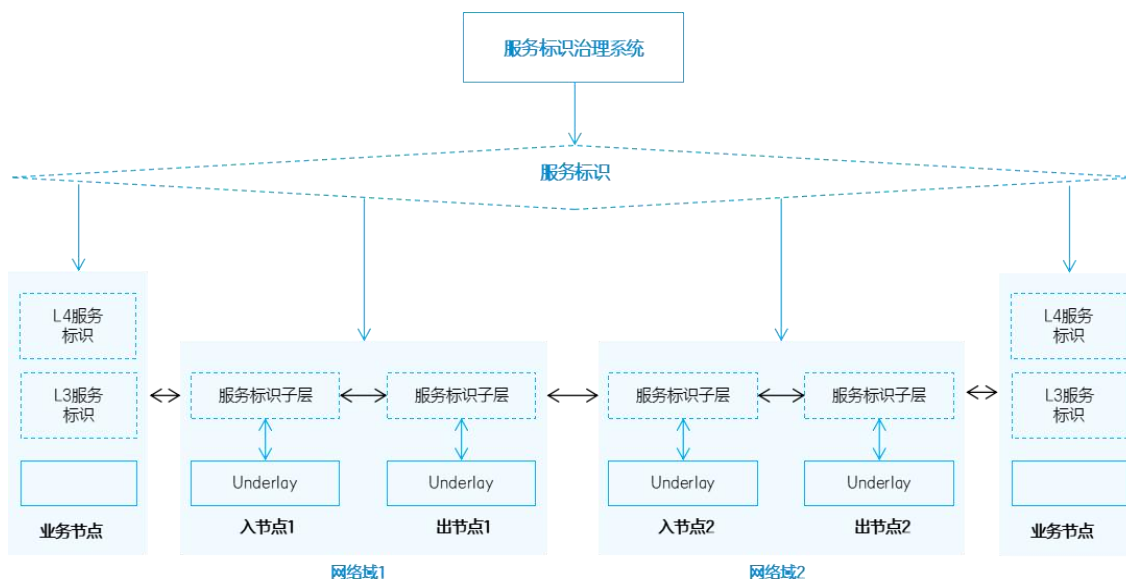 服务标识治理系统
服务标识
L4服务
标识
L3服务
标识
业务节点
服务标识子层
服务标识子层
Underlay
Underlay
入节点1
出节点1
网络域1
服务标识子层
服务标识子层
Underlay
Underlay
入节点2
出节点2
网络域2
L4服务
标识
L3服务
标识
业务节点